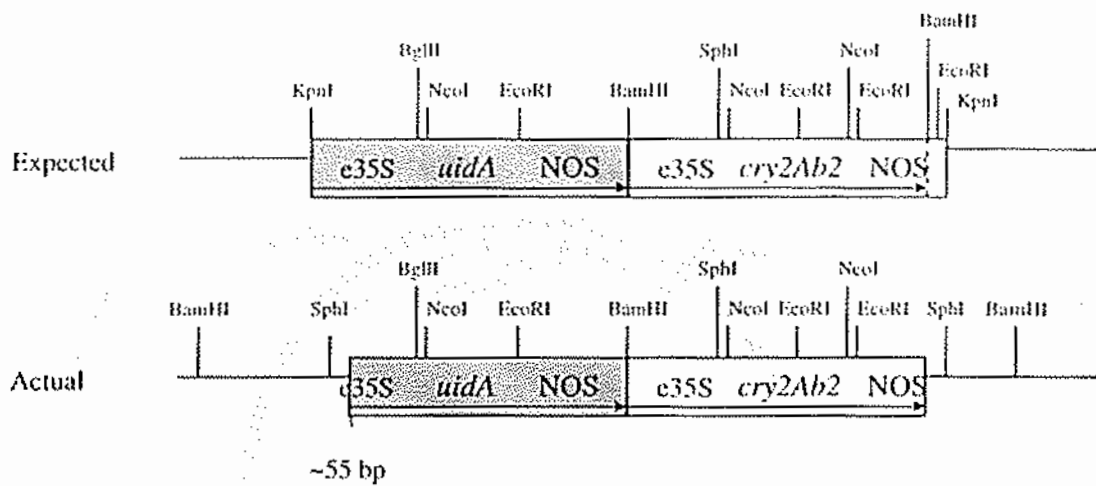 BamHI
BglII SphI NcoI EcoRI
KpnI NcoI EcoRI BamHI NcoI EcoRI EcoRI KpnI
Expected
e35S uidA NOS e35S cry2Ab2 NOS
BglII SphI NcoI
BamHI SphI NcoI EcoRI BamHI NcoI EcoRI EcoRI SphI BamHI
Actual
e35S uidA NOS e35S cry2Ab2 NOS
~55 bp